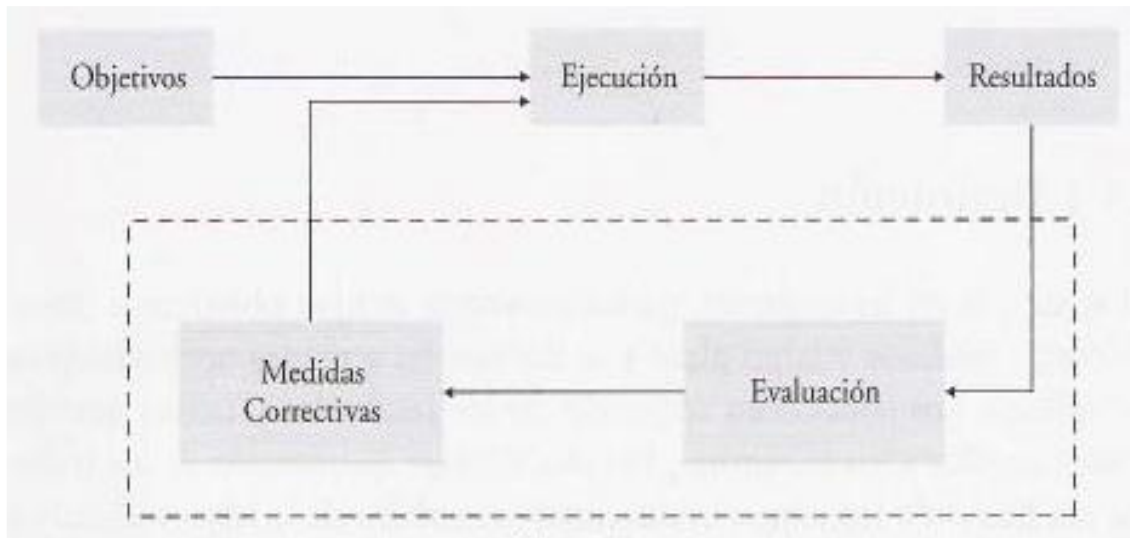 Objetivos
Ejecución
Resultados
Medidas
Correctivas
Evaluación